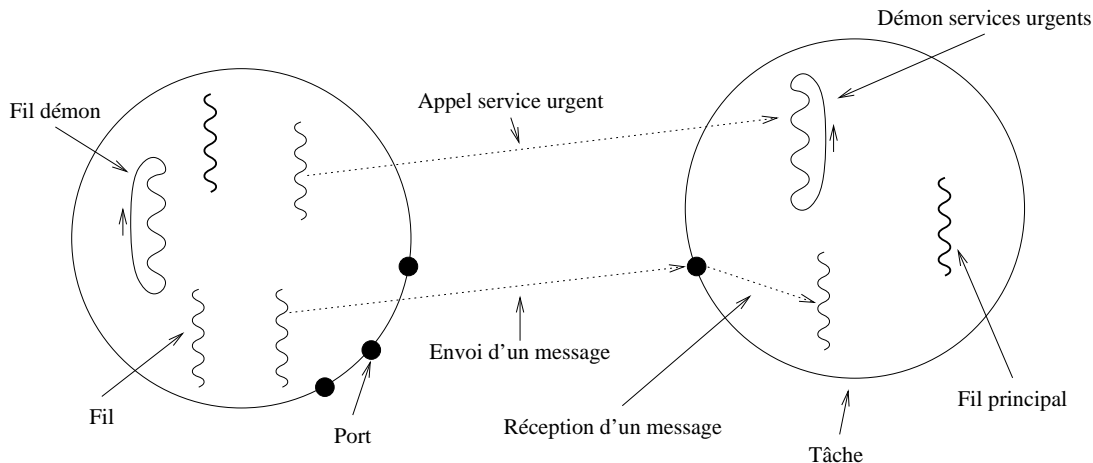 Démon services urgents
Appel service urgent
Fil démon
Envoi d'un message
Fil principal
Fil
Port
Réception d'un message
Tâche